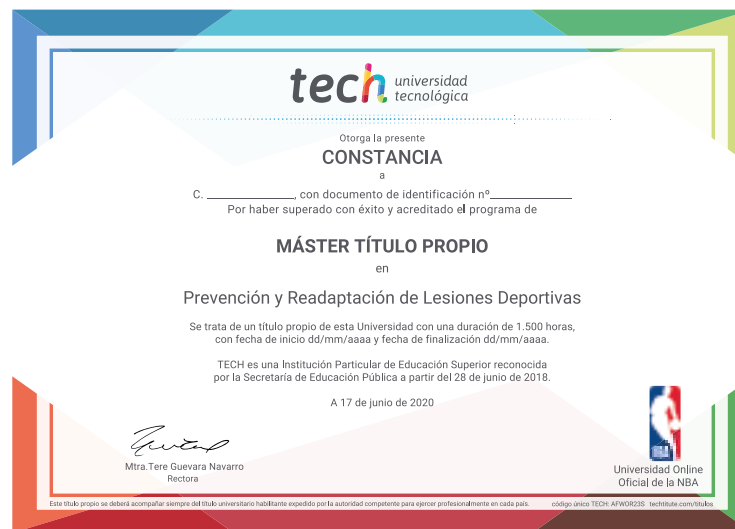 tech universidad
tecnológica
Otorga la presente
CONSTANCIA
a
C. ________________, con documento de identificación nº______________
Por haber superado con éxito y acreditado el programa de
MÁSTER TÍTULO PROPIO
en
Prevención y Readaptación de Lesiones Deportivas
Se trata de un título propio de esta Universidad con una duración de 1.500 horas,
con fecha de inicio dd/mm/aaaa y fecha de finalización dd/mm/aaaa.
TECH es una Institución Particular de Educación Superior reconocida
por la Secretaría de Educación Pública a partir del 28 de junio de 2018.
A 17 de junio de 2020
Mtra.Tere Guevara Navarro
Rectora
NBA
Universidad Online
Oficial de la NBA
Este título propio se deberá acompañar siempre del título universitario habilitante expedido por la autoridad competente para ejercer profesionalmente en cada país. código único TECH: AFWOR23S techtitute.com/titulos